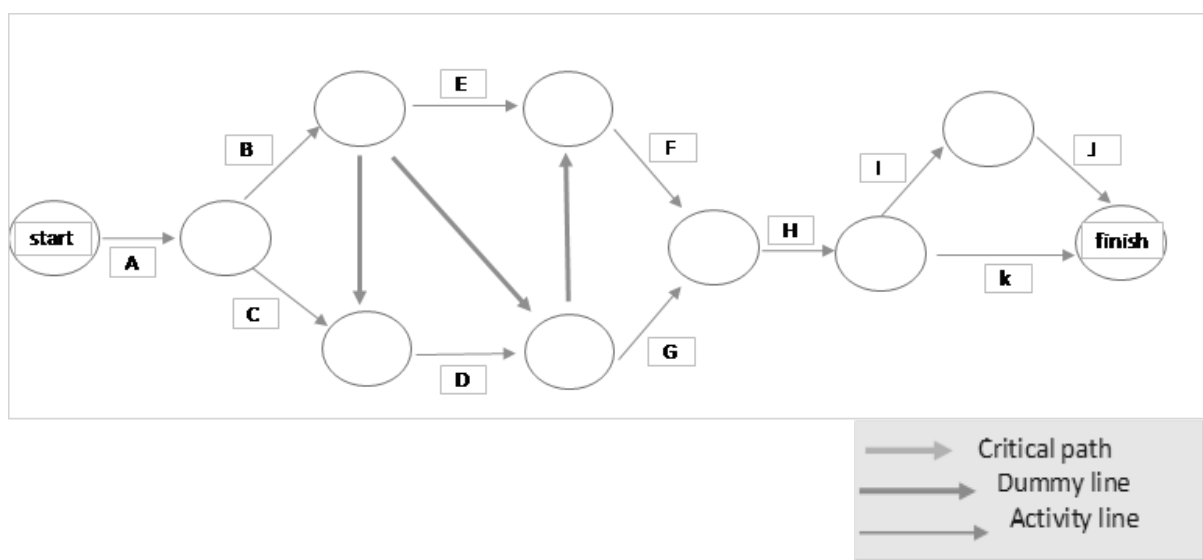 E
B
F
I
J
start
A
H
finish
k
C
G
D
Critical path
Dummy line
Activity line